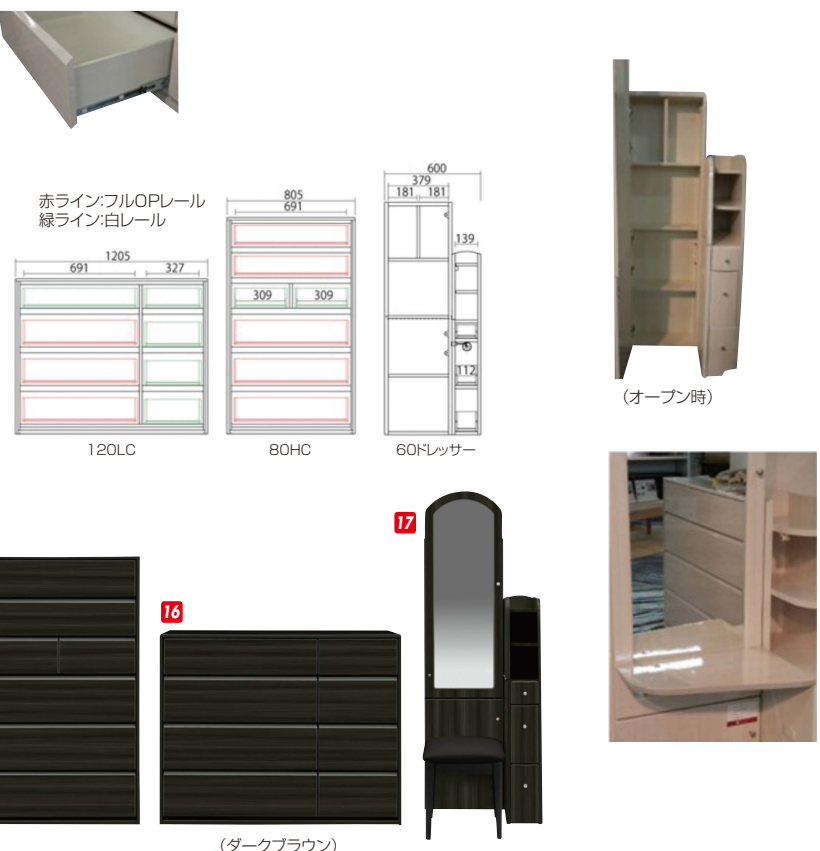 赤ライン:フルOPレール
緑ライン:白レール
1205
691
327
120LC
805
691
309
309
80HC
600
379
181
181
139
112
60ドレッサー
(オープン時)
16
17
(ダークブラウン)